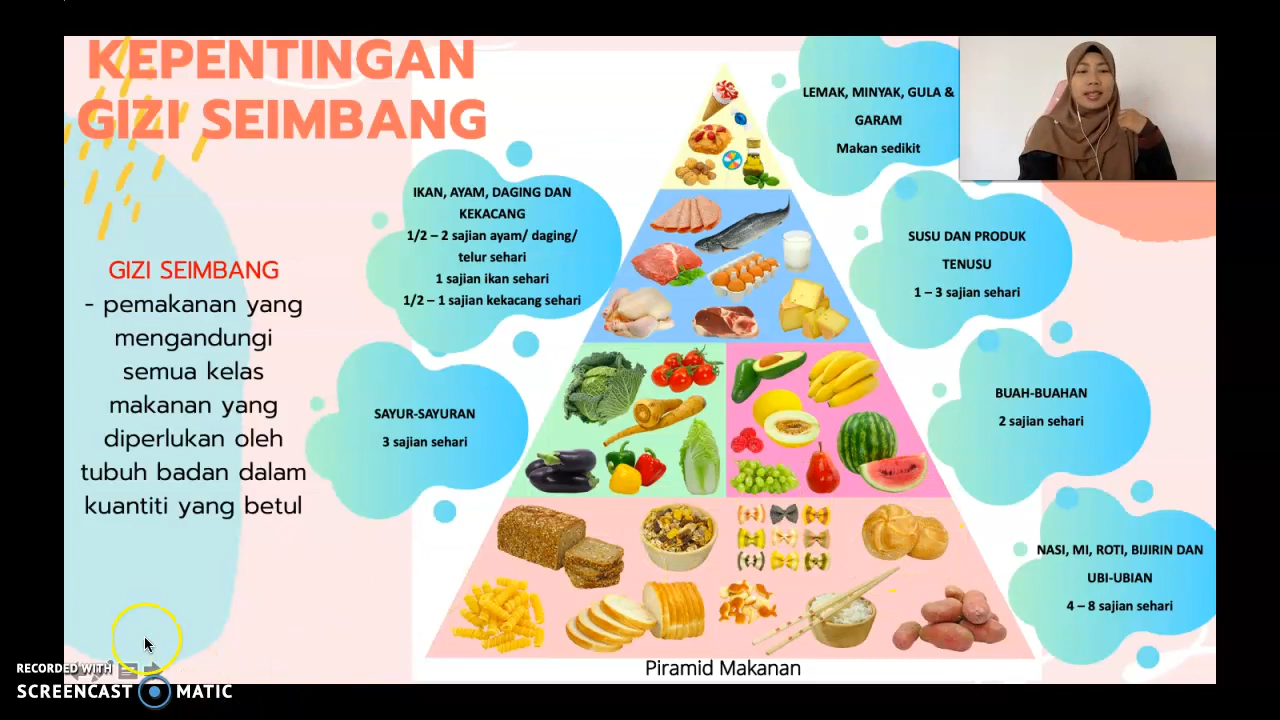 KEPENTINGAN
GIZI SEIMBANG
GIZI SEIMBANG
- pemakanan yang
mengandungi
semua kelas
makanan yang
diperlukan oleh
tubuh badan dalam
kuantiti yang betul
IKAN, AYAM, DAGING DAN
KEKACANG
1/2 – 2 sajian ayam/ daging/
telur sehari
1 sajian ikan sehari
1/2 – 1 sajian kekacang sehari
SAYUR-SAYURAN
3 sajian sehari
LEMAK, MINYAK, GULA &
GARAM
Makan sedikit
SUSU DAN PRODUK
TENUSU
1 – 3 sajian sehari
BUAH-BUAHAN
2 sajian sehari
NASI, MI, ROTI, BIJIRIN DAN
UBI-UBIAN
4 – 8 sajian sehari
Piramid Makanan
RECORDED WITH
SCREENCAST MATIC